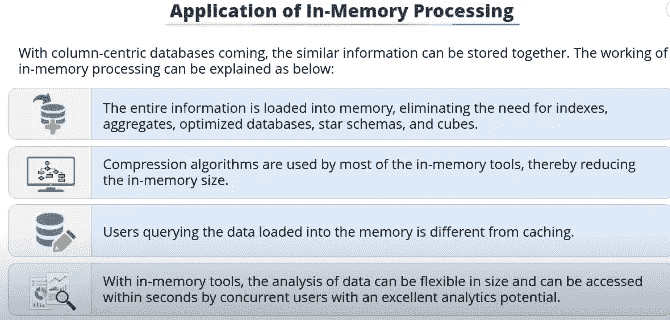 Application of In-Memory Processing
With column-centric databases coming, the similar information can be stored together. The working of
in-memory processing can be explained as below:
The entire information is loaded into memory, eliminating the need for indexes,
aggregates, optimized databases, star schemas, and cubes.
Compression algorithms are used by most of the in-memory tools, thereby reducing
the in-memory size.
Users querying the data loaded into the memory is different from caching.
With in-memory tools, the analysis of data can be flexible in size and can be accessed
within seconds by concurrent users with an excellent analytics potential.